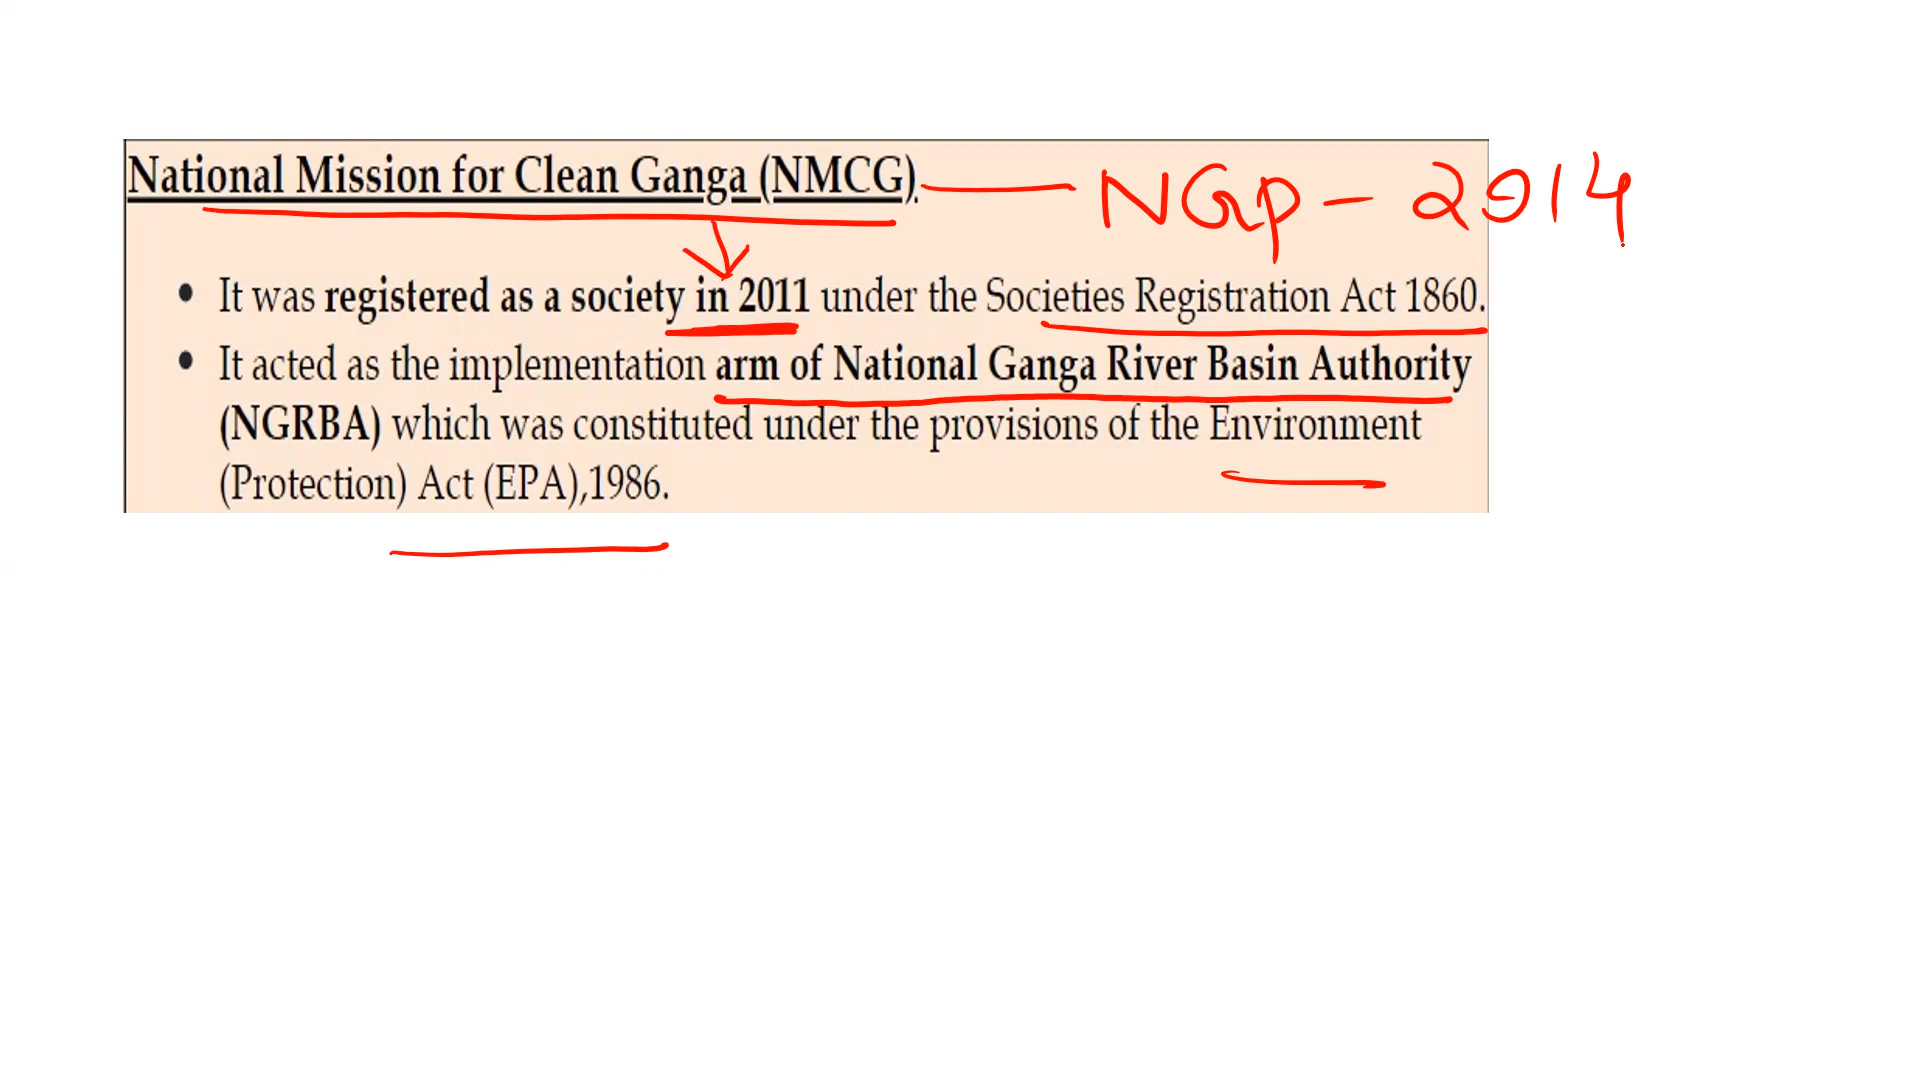 National Mission for Clean Ganga (NMCG). NGP - 2014
• It was registered as a society in 2011 under the Societies Registration Act 1860.
• It acted as the implementation arm of National Ganga River Basin Authority
(NGRBA) which was constituted under the provisions of the Environment
(Protection) Act (EPA),1986.